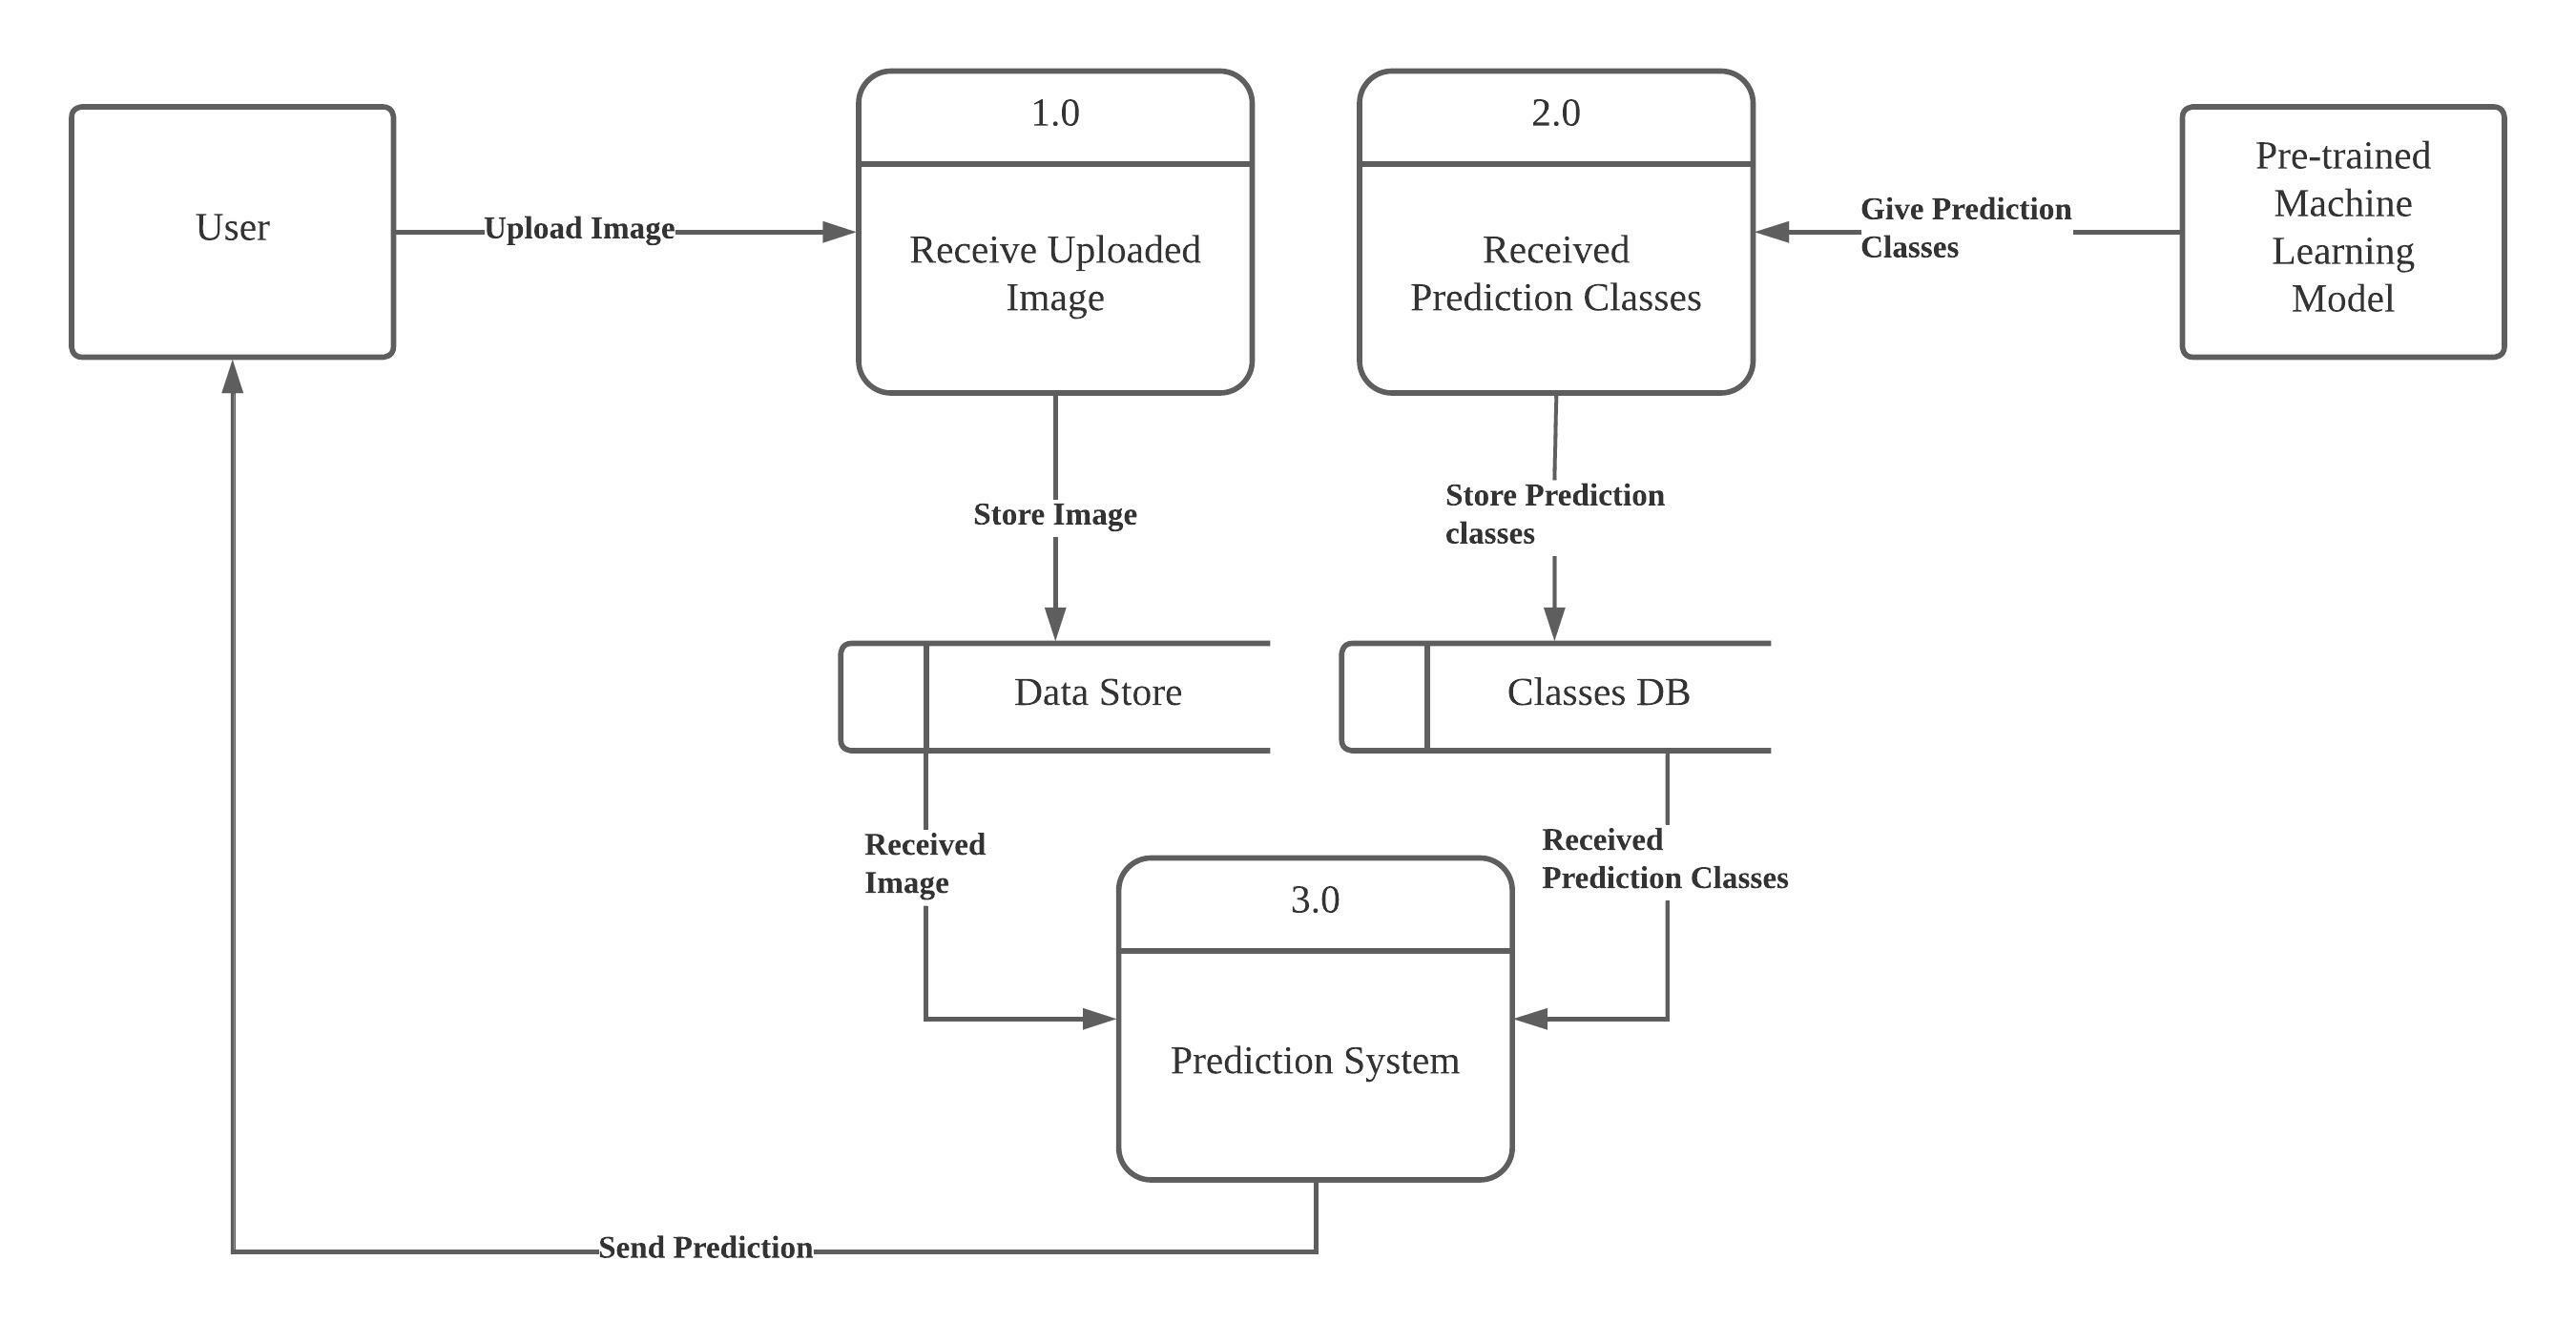 User
Upload Image
1.0
Receive Uploaded
Image
2.0
Received
Prediction Classes
Give Prediction
Classes
Pre-trained
Machine
Learning
Model
Store Image
Store Prediction
classes
Data Store
Classes DB
Received
Image
Received
Prediction Classes
3.0
Prediction System
Send Prediction